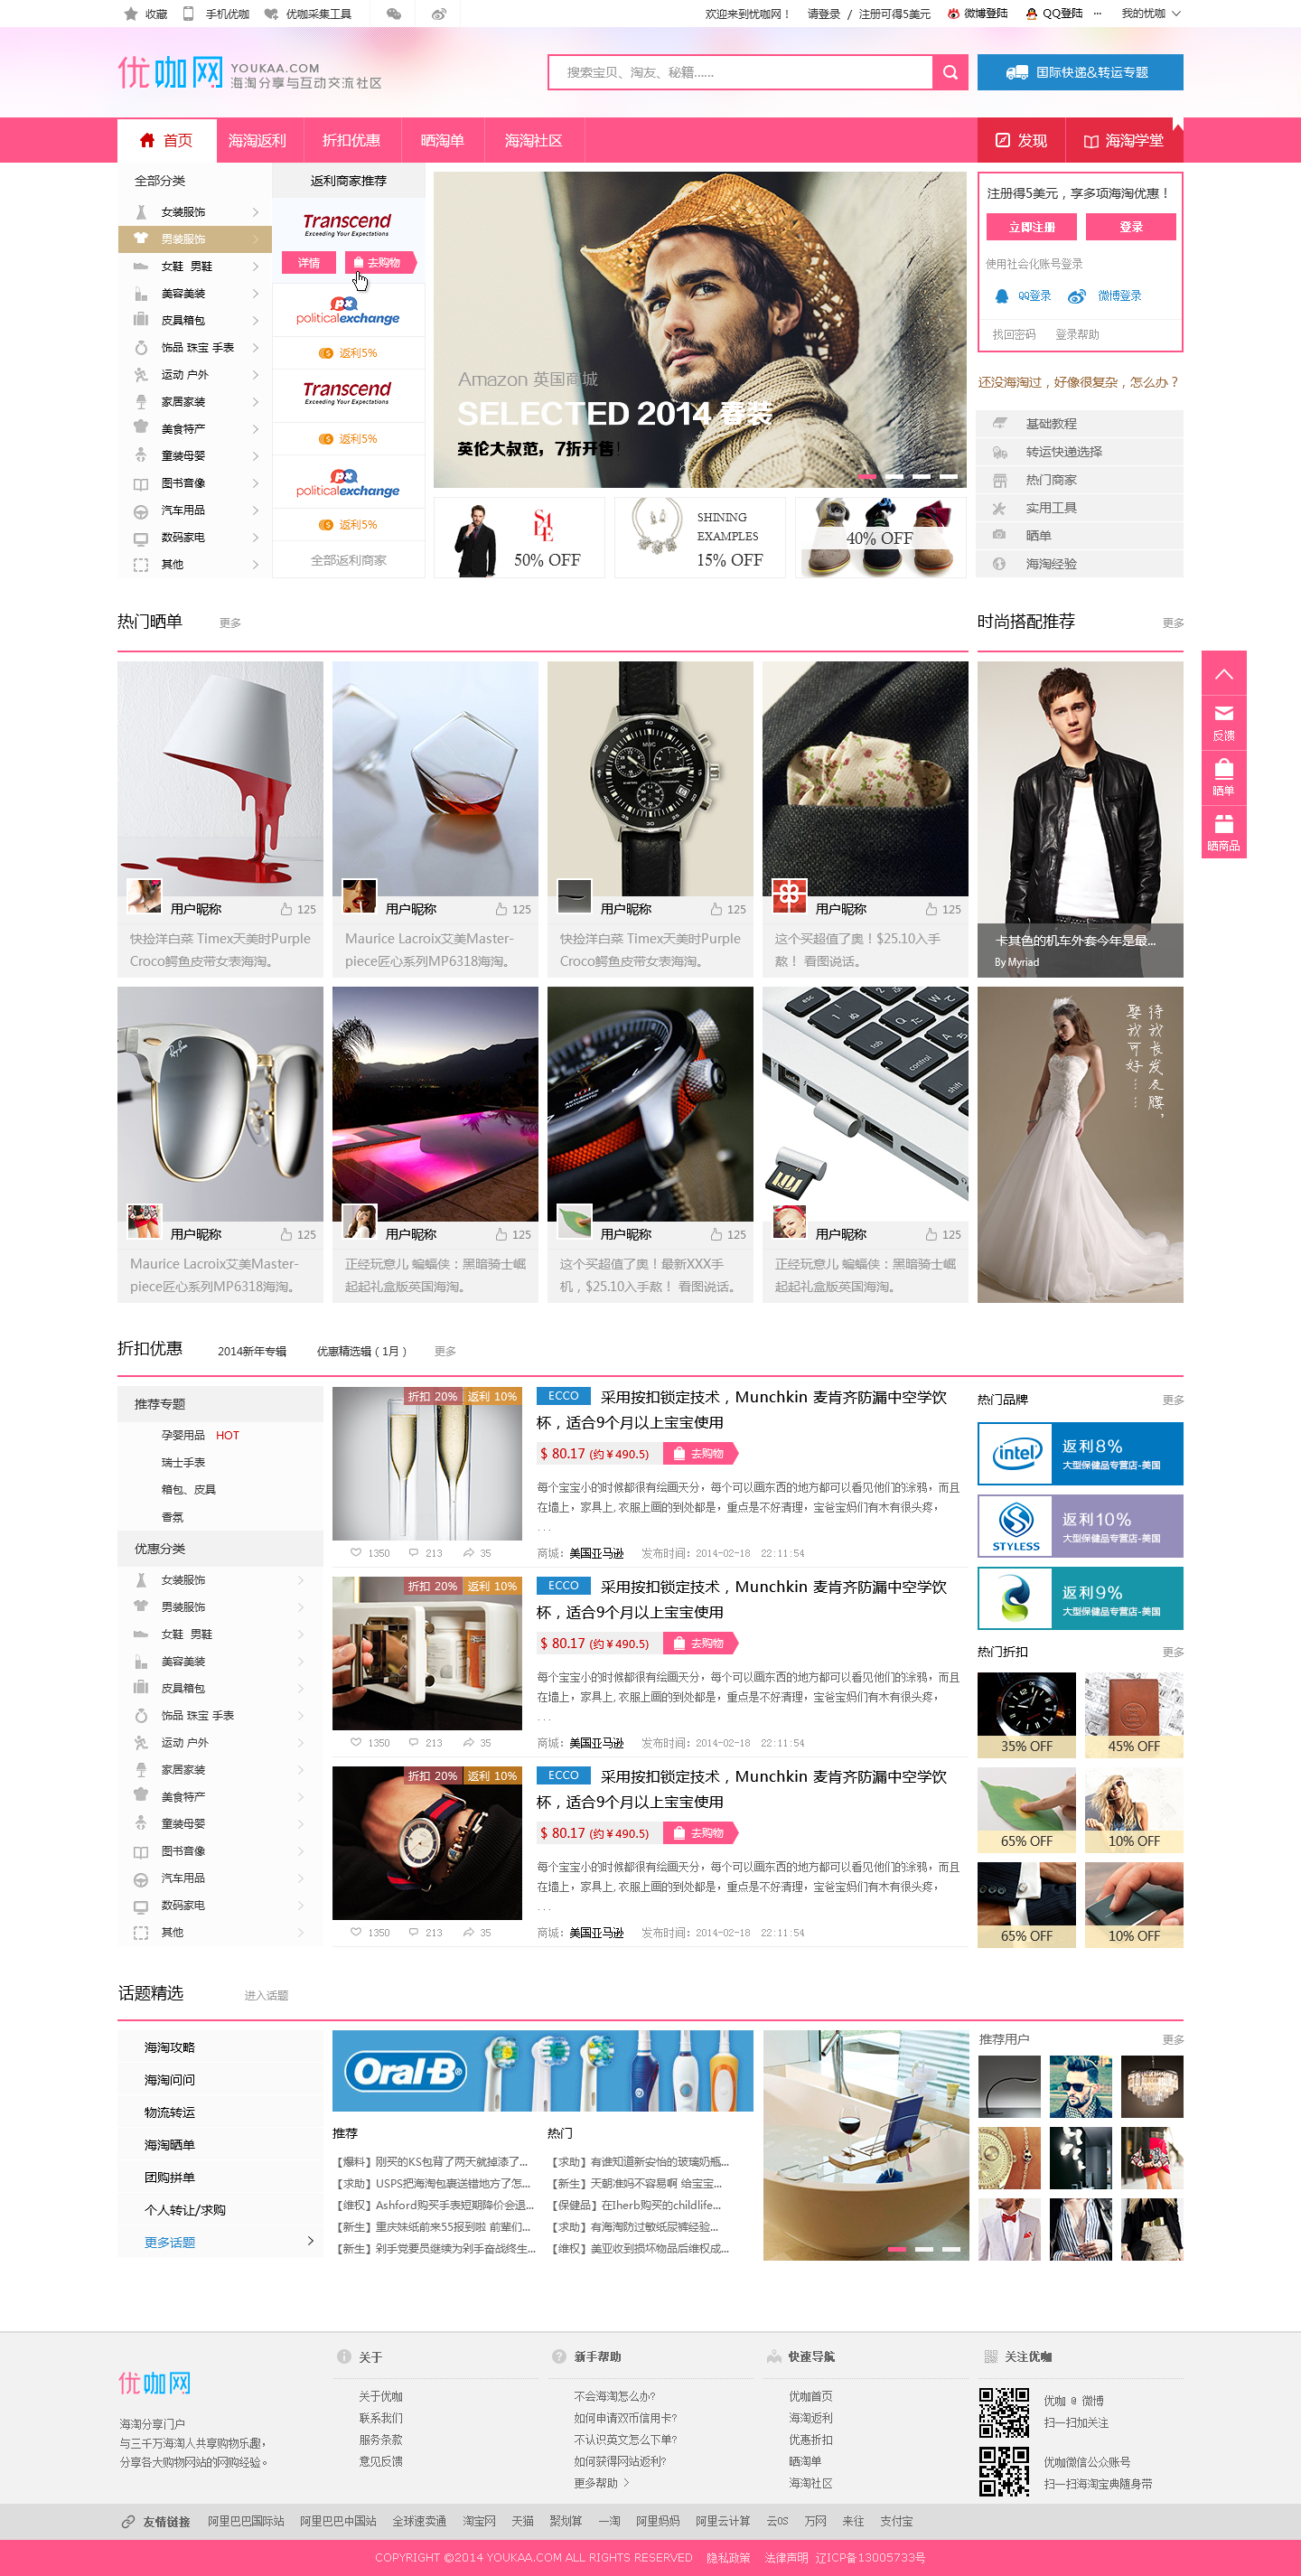 收藏 手机优咖 优咖采集工具 欢迎来到优咖网！ 请登录 / 注册可得5美元 微博登陆 QQ登陆 ... 我的优咖
优咖网 YOUKAA.COM
海淘分享与互动交流社区
搜索宝贝、淘友、秘籍......
国际快递&转运专题
首页 海淘返利 折扣优惠 晒淘单 海淘社区 发现 海淘学堂
全部分类
女装服饰
男装服饰
女鞋 男鞋
美容美装
皮具箱包
饰品 珠宝 手表
运动 户外
家居家装
美食特产
童装母婴
图书音像
汽车用品
数码家电
其他
返利商家推荐
Transcend
Exceeding Your Expectations
详情 去购物
px
politicalexchange
返利5%
Transcend
Exceeding Your Expectations
返利5%
px
politicalexchange
返利5%
全部返利商家
Amazon 英国商城
SELECTED 2014 春装
英伦大叔范，7折开售！
SALE
50% OFF
SHINING
EXAMPLES
15% OFF
40% OFF
注册得5美元，享多项海淘优惠！
立即注册 登录
使用社会化账号登录
QQ登录 微博登录
找回密码 登录帮助
还没海淘过，好像很复杂，怎么办？
基础教程
转运快递选择
热门商家
实用工具
晒单
海淘经验
热门晒单 更多
时尚搭配推荐 更多
反馈
晒单
晒商品
用户昵称 125
快捡洋白菜 Timex天美时Purple
Croco鳄鱼皮带女表海淘。
用户昵称 125
Maurice Lacroix艾美Master-
piece匠心系列MP6318海淘。
用户昵称 125
快捡洋白菜 Timex天美时Purple
Croco鳄鱼皮带女表海淘。
用户昵称 125
这个买超值了奥！$25.10入手
熬！ 看图说话。
卡其色的机车外套今年是最...
By Myriad
Ray-Ban
用户昵称 125
Maurice Lacroix艾美Master-
piece匠心系列MP6318海淘。
用户昵称 125
正经玩意儿 蝙蝠侠：黑暗骑士崛
起起礼盒版英国海淘。
用户昵称 125
这个买超值了奥！最新XXX手
机，$25.10入手熬！ 看图说话。
control
shift
tab
用户昵称 125
正经玩意儿 蝙蝠侠：黑暗骑士崛
起起礼盒版英国海淘。
待我长发及腰，
娶我可好……
折扣优惠 2014新年专辑 优惠精选辑（1月） 更多
推荐专题
孕婴用品 HOT
瑞士手表
箱包、皮具
香氛
优惠分类
女装服饰
男装服饰
女鞋 男鞋
美容美装
皮具箱包
饰品 珠宝 手表
运动 户外
家居家装
美食特产
童装母婴
图书音像
汽车用品
数码家电
其他
折扣 20% 返利 10%
1350 213 35
ECCO 采用按扣锁定技术，Munchkin 麦肯齐防漏中空学饮
杯，适合9个月以上宝宝使用
$ 80.17 (约￥490.5) 去购物
每个宝宝小的时候都很有绘画天分，每个可以画东西的地方都可以看见他们的涂鸦，而且
在墙上，家具上, 衣服上画的到处都是，重点是不好清理，宝爸宝妈们有木有很头疼，
...
商城：美国亚马逊 发布时间：2014-02-18 22:11:54
折扣 20% 返利 10%
1350 213 35
ECCO 采用按扣锁定技术，Munchkin 麦肯齐防漏中空学饮
杯，适合9个月以上宝宝使用
$ 80.17 (约￥490.5) 去购物
每个宝宝小的时候都很有绘画天分，每个可以画东西的地方都可以看见他们的涂鸦，而且
在墙上，家具上, 衣服上画的到处都是，重点是不好清理，宝爸宝妈们有木有很头疼，
...
商城：美国亚马逊 发布时间：2014-02-18 22:11:54
折扣 20% 返利 10%
1350 213 35
ECCO 采用按扣锁定技术，Munchkin 麦肯齐防漏中空学饮
杯，适合9个月以上宝宝使用
$ 80.17 (约￥490.5) 去购物
每个宝宝小的时候都很有绘画天分，每个可以画东西的地方都可以看见他们的涂鸦，而且
在墙上，家具上, 衣服上画的到处都是，重点是不好清理，宝爸宝妈们有木有很头疼，
...
商城：美国亚马逊 发布时间：2014-02-18 22:11:54
热门品牌 更多
intel 返利8%
大型保健品专营店-美国
STYLESS 返利10%
大型保健品专营店-美国
返利9%
大型保健品专营店-美国
热门折扣 更多
35% OFF 45% OFF
65% OFF 10% OFF
65% OFF 10% OFF
话题精选 进入话题
海淘攻略
海淘问问
物流转运
海淘晒单
团购拼单
个人转让/求购
更多话题
Oral-B
推荐
【爆料】刚买的KS包背了两天就掉漆了...
【求助】USPS把海淘包裹送错地方了怎...
【维权】Ashford购买手表短期降价会退...
【新生】重庆妹纸前来55报到啦 前辈们...
【新生】剁手党要员继续为剁手奋战终生...
热门
【求助】有谁知道新安怡的玻璃奶瓶...
【新生】天朝准妈不容易啊 给宝宝...
【保健品】在Iherb购买的childlife...
【求助】有海淘防过敏纸尿裤经验...
【维权】美亚收到损坏物品后维权成...
推荐用户 更多
优咖网
海淘分享门户
与三千万海淘人共享购物乐趣，
分享各大购物网站的网购经验。
关于
关于优咖
联系我们
服务条款
意见反馈
新手帮助
不会海淘怎么办?
如何申请双币信用卡?
不认识英文怎么下单?
如何获得网站返利?
更多帮助
快速导航
优咖首页
海淘返利
优惠折扣
晒淘单
海淘社区
关注优咖
优咖 @ 微博
扫一扫加关注
优咖微信公众账号
扫一扫海淘宝典随身带
友情链接 阿里巴巴国际站 阿里巴巴中国站 全球速卖通 淘宝网 天猫 聚划算 一淘 阿里妈妈 阿里云计算 云OS 万网 来往 支付宝
COPYRIGHT ©2014 YOUKAA.COM ALL RIGHTS RESERVED 隐私政策 法律声明 辽ICP备13005733号